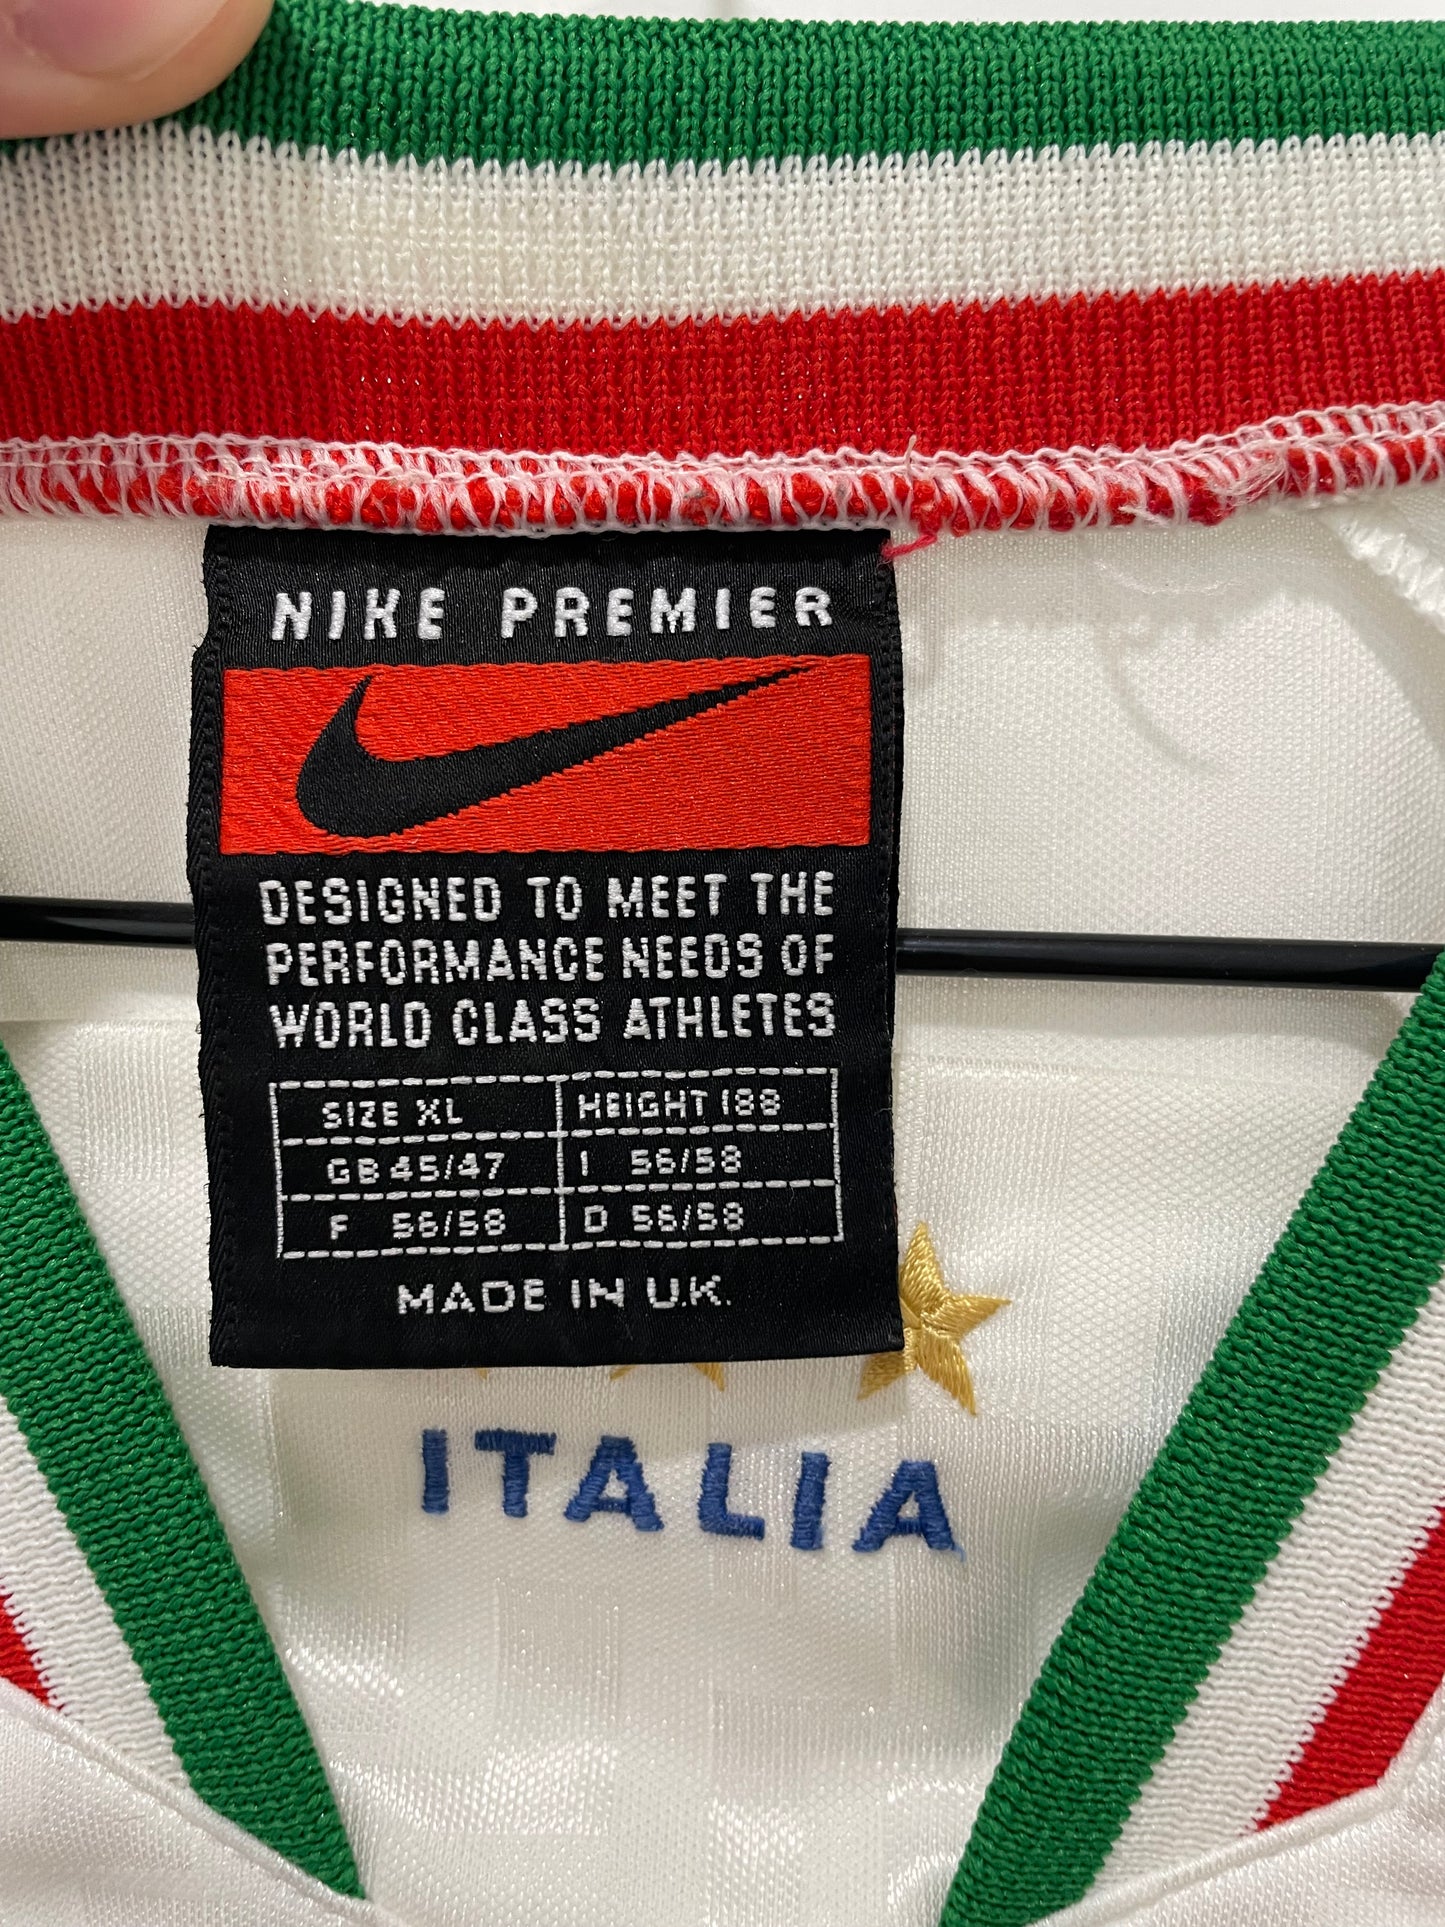 NIKE PREMIER
DESIGNED TO MEET THE
PERFORMANCE NEEDS OF
WORLD CLASS ATHLETES
SIZE XL HEIGHT 188
GB 45/47 I 56/58
F 56/58 D 56/58
MADE IN U.K.
ITALIA